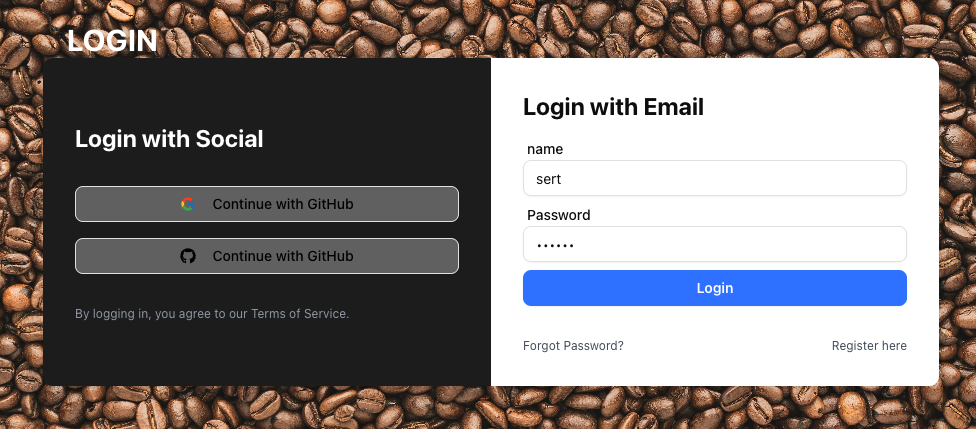 LOGIN
Login with Social
Continue with GitHub
Continue with GitHub
By logging in, you agree to our Terms of Service.
Login with Email
name
sert
Password
••••••
Login
Forgot Password?
Register here